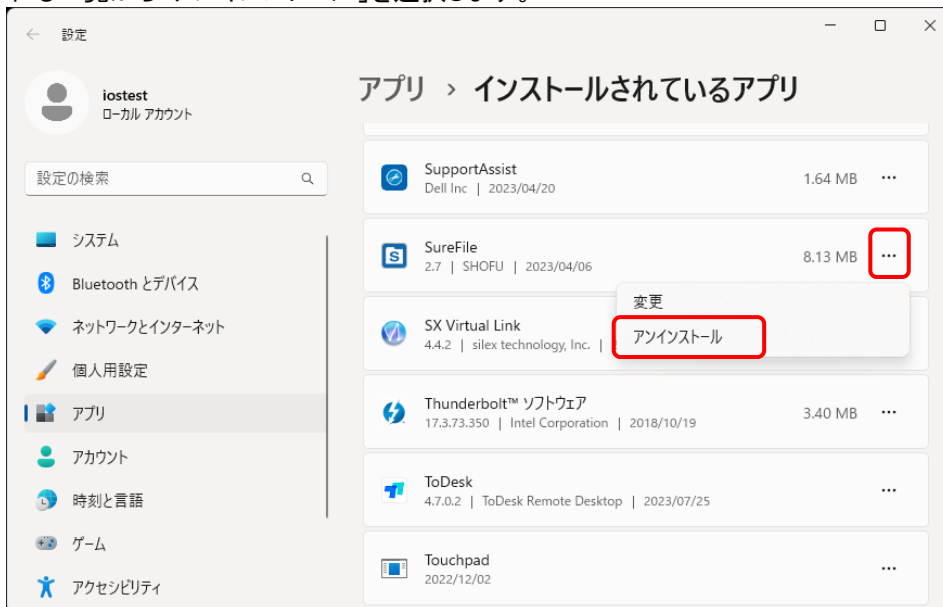 設定
iostest
ローカル アカウント
設定の検索
システム
Bluetooth とデバイス
ネットワークとインターネット
個人用設定
アプリ
アカウント
時刻と言語
ゲーム
アクセシビリティ
アプリ › インストールされているアプリ
SupportAssist
Dell Inc | 2023/04/20
1.64 MB
SureFile
2.7 | SHOFU | 2023/04/06
8.13 MB
変更
アンインストール
SX Virtual Link
4.4.2 | silex technology, Inc. |
Thunderbolt™ ソフトウェア
17.3.73.350 | Intel Corporation | 2018/10/19
3.40 MB
ToDesk
4.7.0.2 | ToDesk Remote Desktop | 2023/07/25
Touchpad
2022/12/02